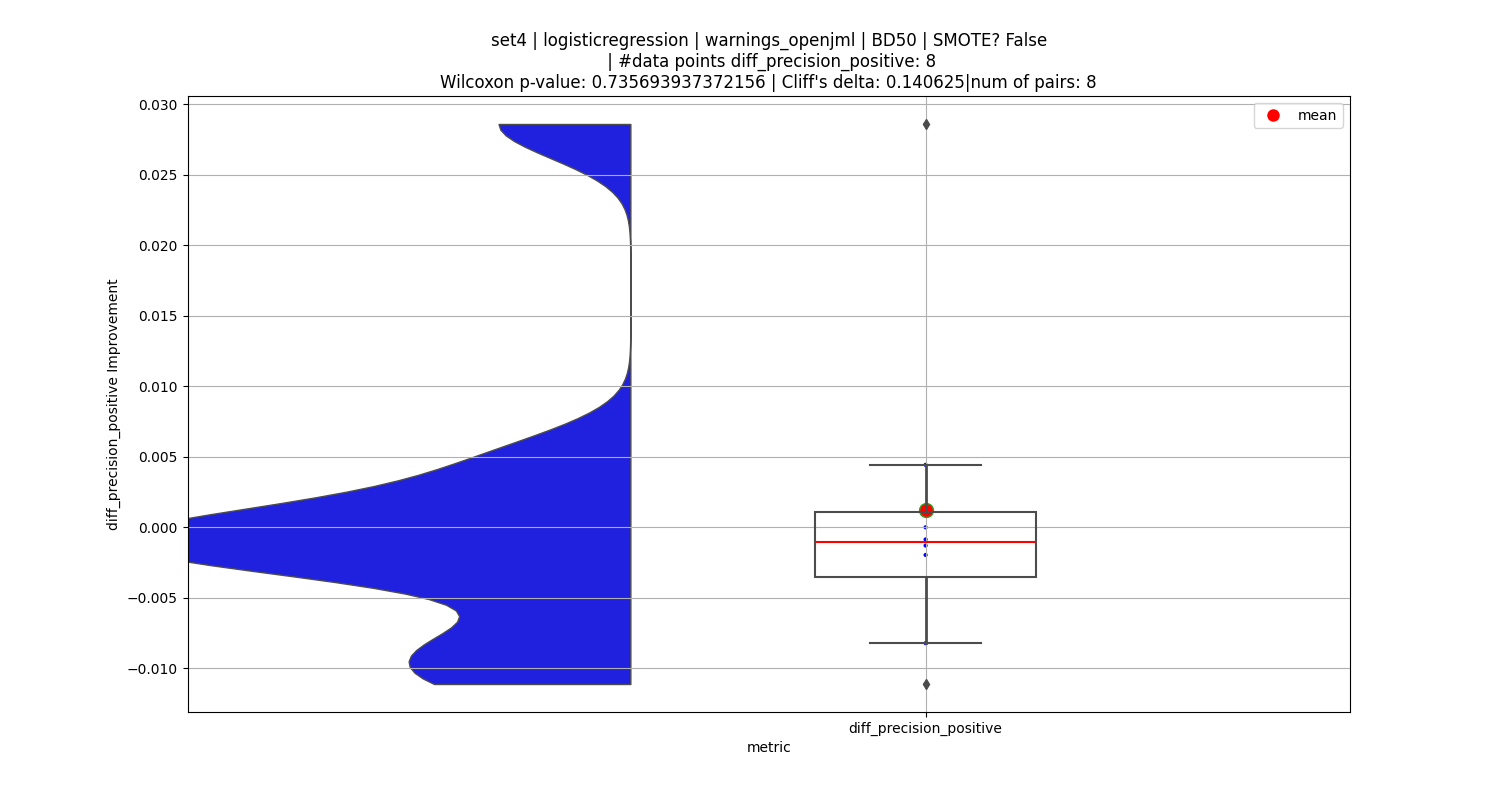 set4 | logisticregression | warnings_openjml | BD50 | SMOTE? False
| #data points diff_precision_positive: 8
Wilcoxon p-value: 0.735693937372156 | Cliff's delta: 0.140625|num of pairs: 8
mean
0.030
0.025
0.020
0.015
0.010
0.005
0.000
−0.005
−0.010
diff_precision_positive Improvement
diff_precision_positive
metric